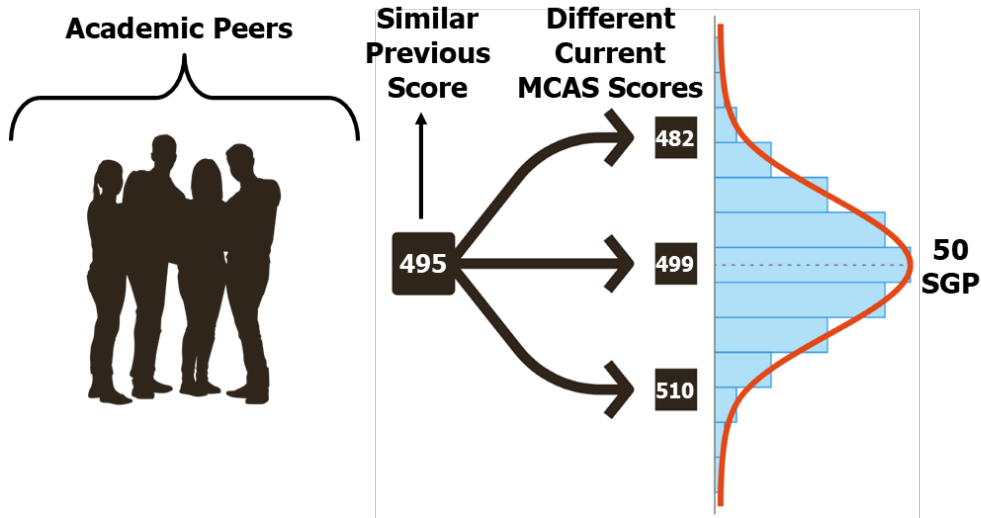 Academic Peers
Similar
Previous
Score
Different
Current
MCAS Scores
482
495
499
510
50
SGP